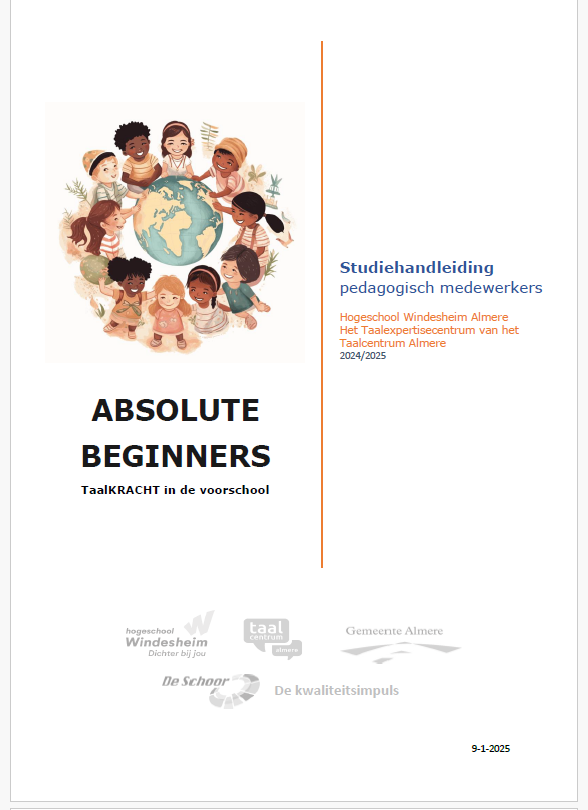 Studiehandleiding
pedagogisch medewerkers
Hogeschool Windesheim Almere
Het Taalexpertisecentrum van het
Taalcentrum Almere
2024/2025
ABSOLUTE
BEGINNERS
TaalKRACHT in de voorschool
hogeschool
Windesheim
Dichter bij jou
taal
centrum
almere
Gemeente Almere
De Schoor
De kwaliteitsimpuls
9-1-2025